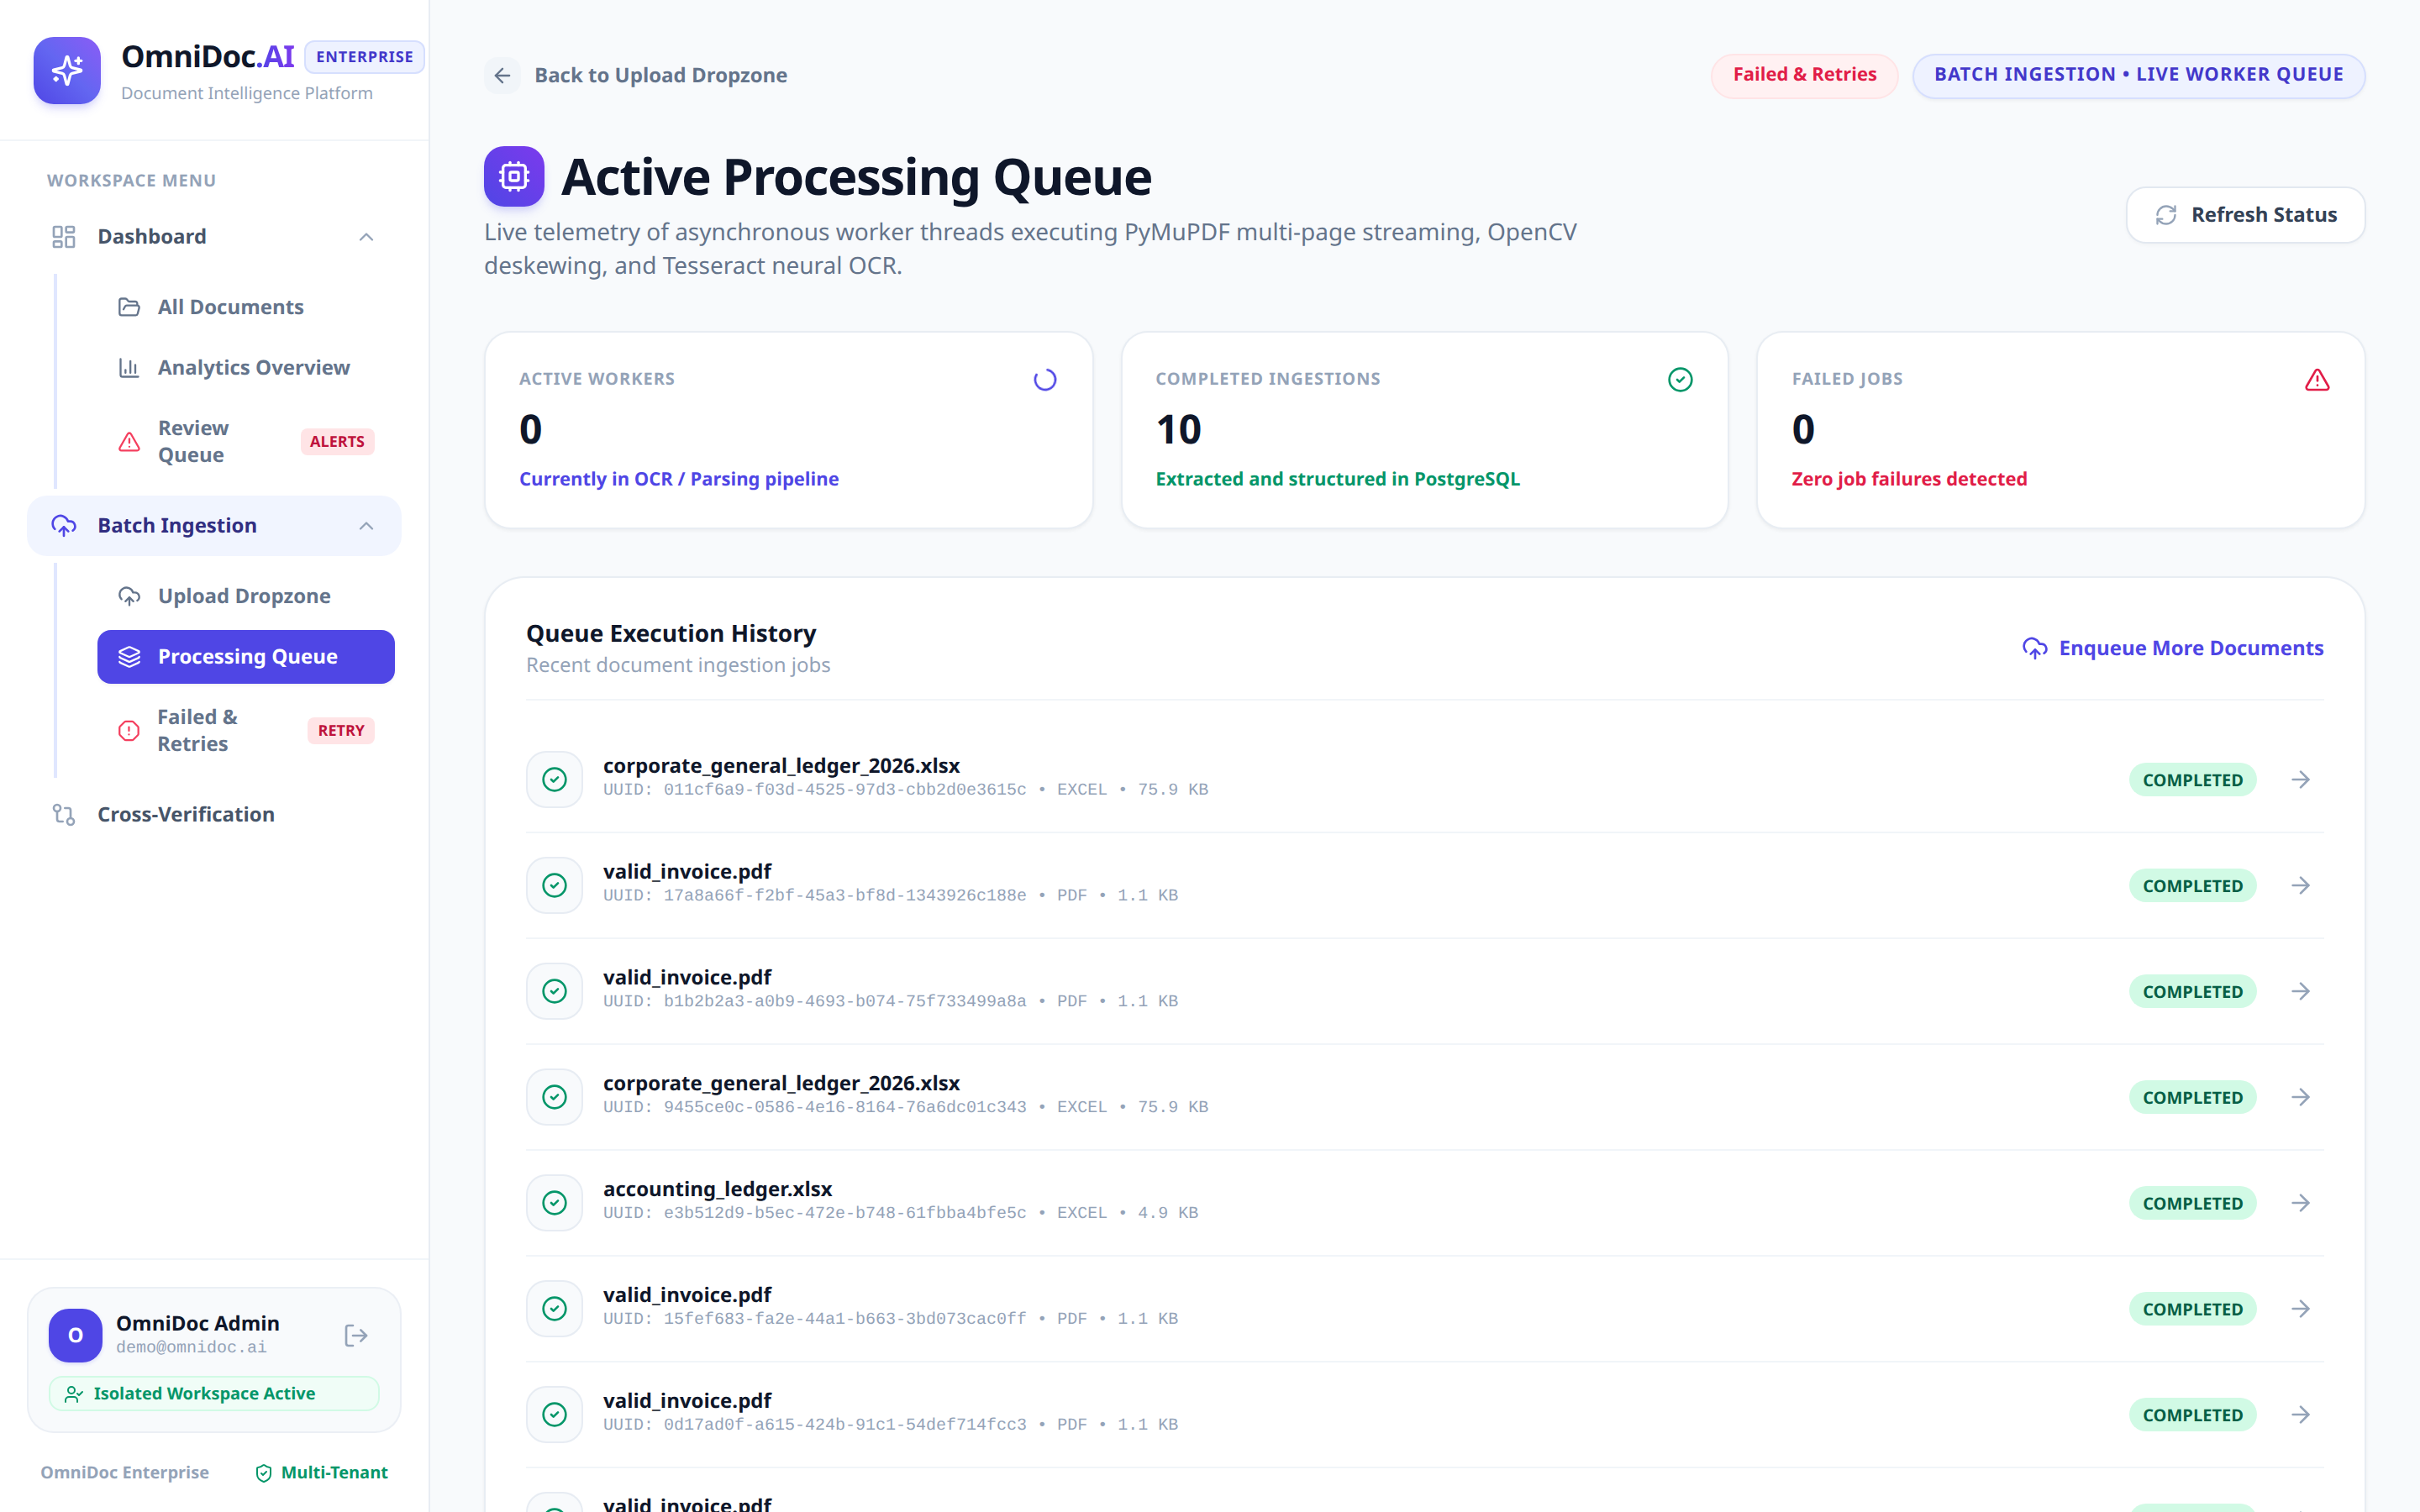 OmniDoc.AI ENTERPRISE
Document Intelligence Platform
WORKSPACE MENU
Dashboard
All Documents
Analytics Overview
Review
Queue
ALERTS
Batch Ingestion
Upload Dropzone
Processing Queue
Failed &
Retries
RETRY
Cross-Verification
O
OmniDoc Admin
demo@omnidoc.ai
Isolated Workspace Active
OmniDoc Enterprise
Multi-Tenant
Back to Upload Dropzone
Failed & Retries
BATCH INGESTION • LIVE WORKER QUEUE
Active Processing Queue
Live telemetry of asynchronous worker threads executing PyMuPDF multi-page streaming, OpenCV
deskewing, and Tesseract neural OCR.
Refresh Status
ACTIVE WORKERS
0
Currently in OCR / Parsing pipeline
COMPLETED INGESTIONS
10
Extracted and structured in PostgreSQL
FAILED JOBS
0
Zero job failures detected
Queue Execution History
Recent document ingestion jobs
Enqueue More Documents
corporate_general_ledger_2026.xlsx
UUID: 011cf6a9-f03d-4525-97d3-cbb2d0e3615c • EXCEL • 75.9 KB
COMPLETED
valid_invoice.pdf
UUID: 17a8a66f-f2bf-45a3-bf8d-1343926c188e • PDF • 1.1 KB
COMPLETED
valid_invoice.pdf
UUID: b1b2b2a3-a0b9-4693-b074-75f733499a8a • PDF • 1.1 KB
COMPLETED
corporate_general_ledger_2026.xlsx
UUID: 9455ce0c-0586-4e16-8164-76a6dc01c343 • EXCEL • 75.9 KB
COMPLETED
accounting_ledger.xlsx
UUID: e3b512d9-b5ec-472e-b748-61fbba4bfe5c • EXCEL • 4.9 KB
COMPLETED
valid_invoice.pdf
UUID: 15fef683-fa2e-44a1-b663-3bd073cac0ff • PDF • 1.1 KB
COMPLETED
valid_invoice.pdf
UUID: 0d17ad0f-a615-424b-91c1-54def714fcc3 • PDF • 1.1 KB
COMPLETED
valid_invoice.pdf